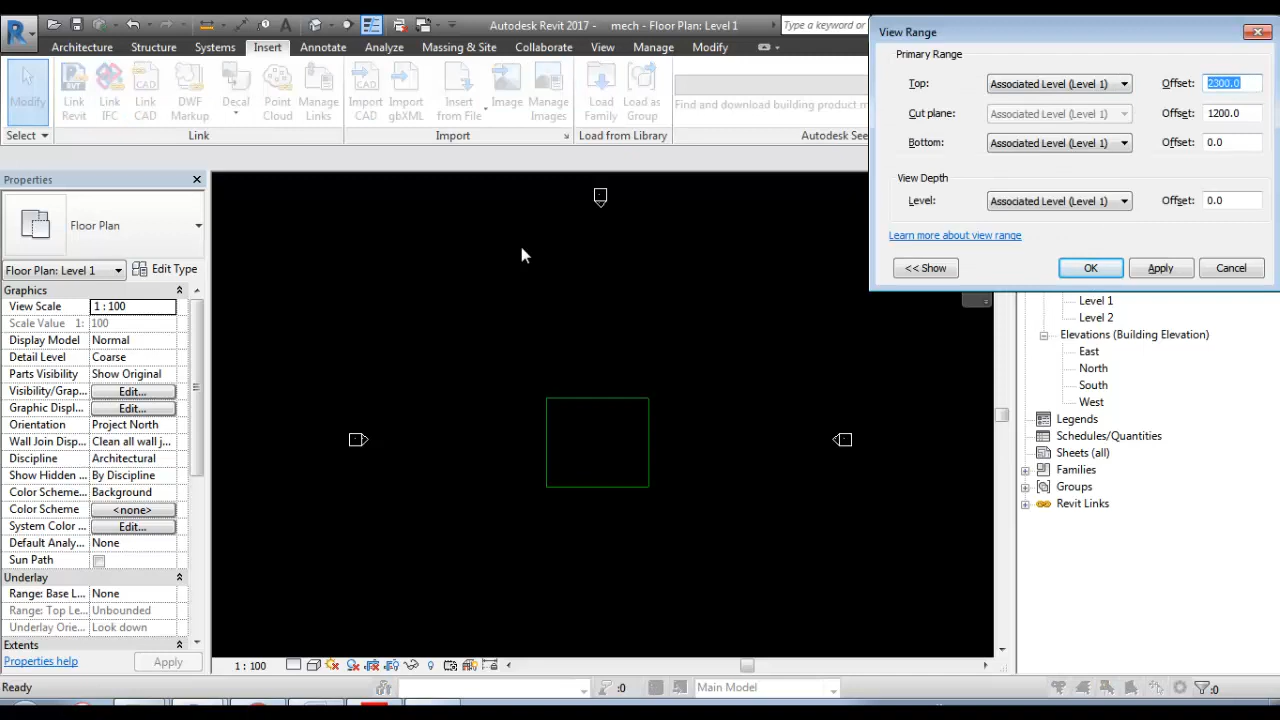 Autodesk Revit 2017 -     mech - Floor Plan: Level 1
Type a keyword or
Architecture Structure Systems Insert Annotate Analyze Massing & Site Collaborate View Manage Modify
Modify
Link Revit
Link IFC
Link CAD
DWF Markup
Decal
Point Cloud
Manage Links
Import CAD
Import gbXML
Insert from File
Image
Manage Images
Load Family
Load as Group
Find and download building product m
Select
Link
Import
Load from Library
Autodesk See
View Range
Primary Range
Top: Associated Level (Level 1) Offset: 2300.0
Cut plane: Associated Level (Level 1) Offset: 1200.0
Bottom: Associated Level (Level 1) Offset: 0.0
View Depth
Level: Associated Level (Level 1) Offset: 0.0
Learn more about view range
<< Show OK Apply Cancel
Properties
Floor Plan
Floor Plan: Level 1 Edit Type
Graphics
View Scale 1 : 100
Scale Value 1: 100
Display Model Normal
Detail Level Coarse
Parts Visibility Show Original
Visibility/Grap... Edit...
Graphic Displ... Edit...
Orientation Project North
Wall Join Disp... Clean all wall j...
Discipline Architectural
Show Hidden ... By Discipline
Color Scheme... Background
Color Scheme <none>
System Color ... Edit...
Default Analy... None
Sun Path
Underlay
Range: Base L... None
Range: Top Le... Unbounded
Underlay Orie... Look down
Extents
Properties help Apply
Level 1
Level 2
Elevations (Building Elevation)
East
North
South
West
Legends
Schedules/Quantities
Sheets (all)
Families
Groups
Revit Links
1 : 100
Ready
:0
Main Model
:0